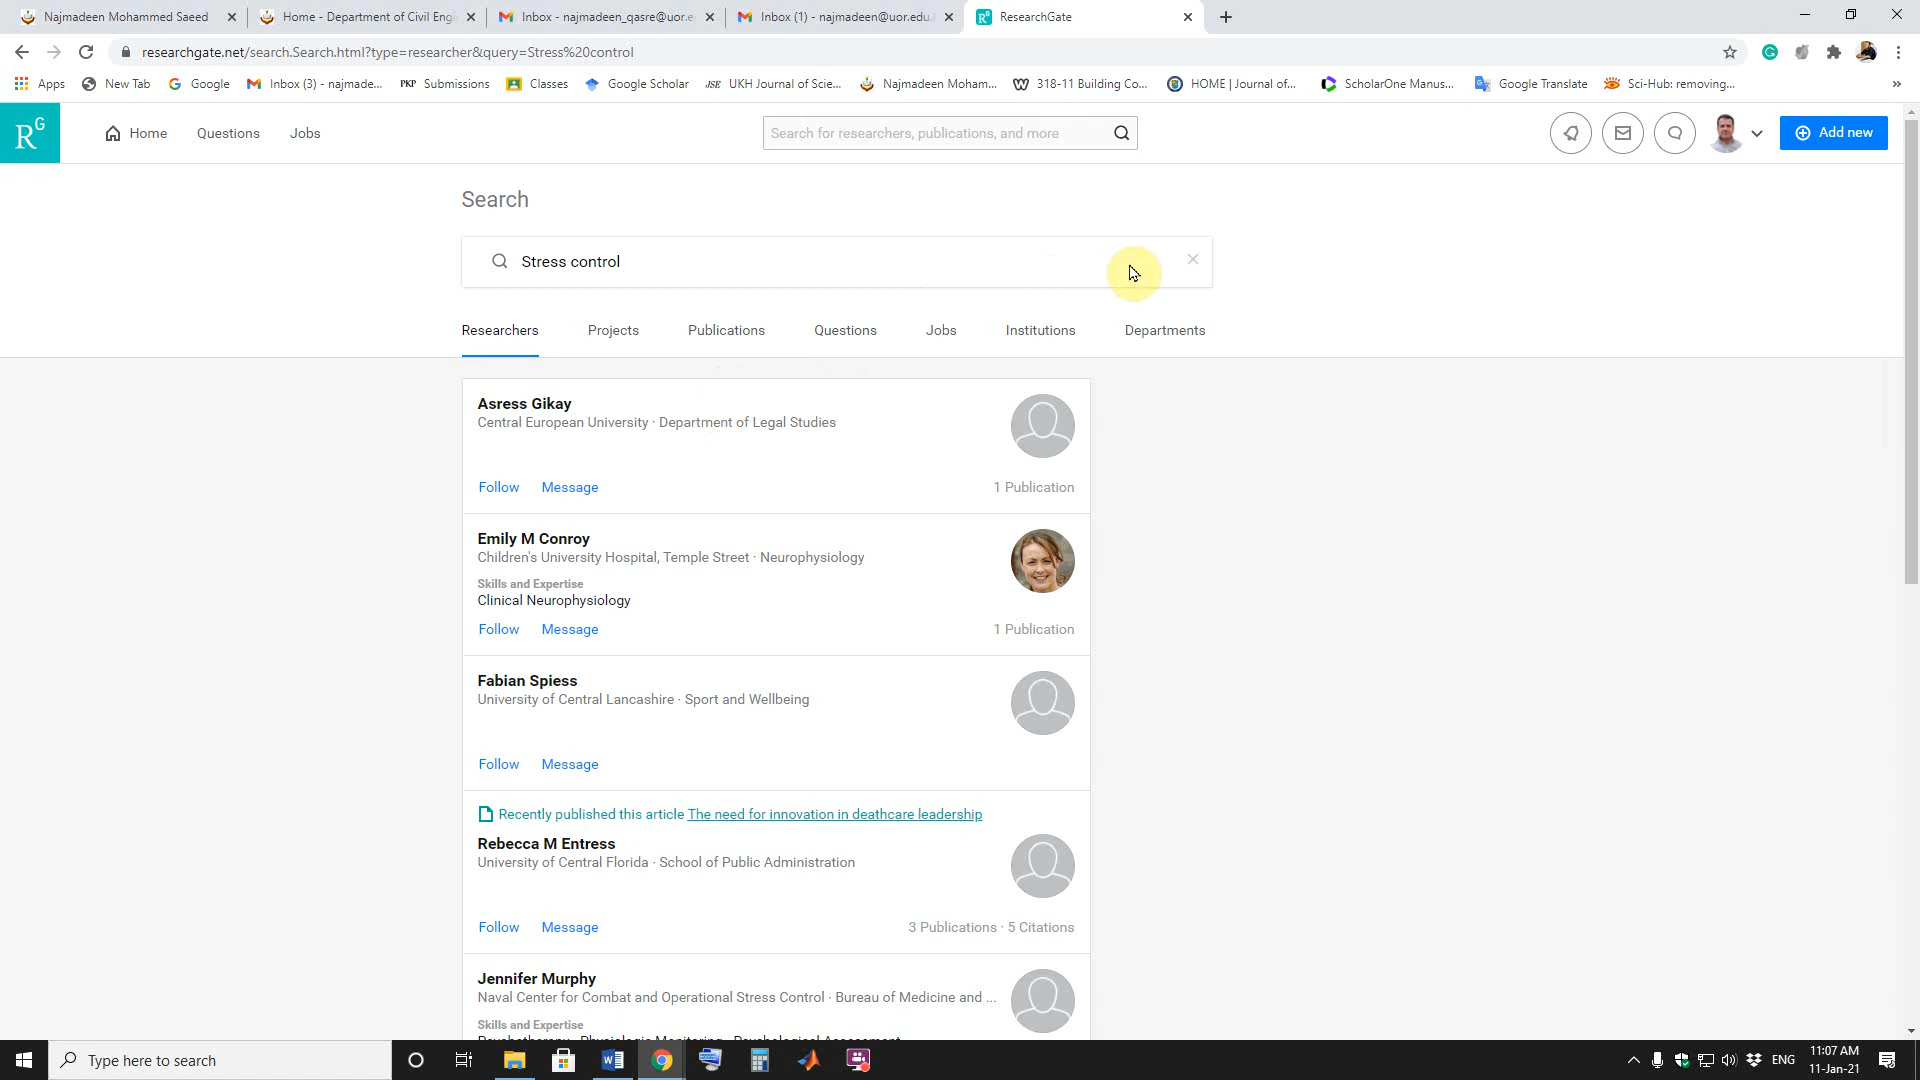 Najmadeen Mohammed Saeed
Home - Department of Civil Engi
Inbox - najmadeen_qasre@uor.e
Inbox (1) - najmadeen@uor.edu.
ResearchGate
researchgate.net/search.Search.html?type=researcher&query=Stress%20control
Apps
New Tab
Google
Inbox (3) - najmade...
PKP Submissions
Classes
Google Scholar
JSE UKH Journal of Scie...
Najmadeen Moham...
318-11 Building Co...
HOME | Journal of...
ScholarOne Manus...
Google Translate
Sci-Hub: removing...
»
RG
Home
Questions
Jobs
Search for researchers, publications, and more
Add new
Search
Stress control
Researchers
Projects
Publications
Questions
Jobs
Institutions
Departments
Asress Gikay
Central European University · Department of Legal Studies
Follow
Message
1 Publication
Emily M Conroy
Children's University Hospital, Temple Street · Neurophysiology
Skills and Expertise
Clinical Neurophysiology
Follow
Message
1 Publication
Fabian Spiess
University of Central Lancashire · Sport and Wellbeing
Follow
Message
Recently published this article The need for innovation in deathcare leadership
Rebecca M Entress
University of Central Florida · School of Public Administration
Follow
Message
3 Publications · 5 Citations
Jennifer Murphy
Naval Center for Combat and Operational Stress Control · Bureau of Medicine and ...
Skills and Expertise
Psychotherapy · Physiologic Monitoring · Psychological Assessment
Type here to search
ENG
11:07 AM
11-Jan-21